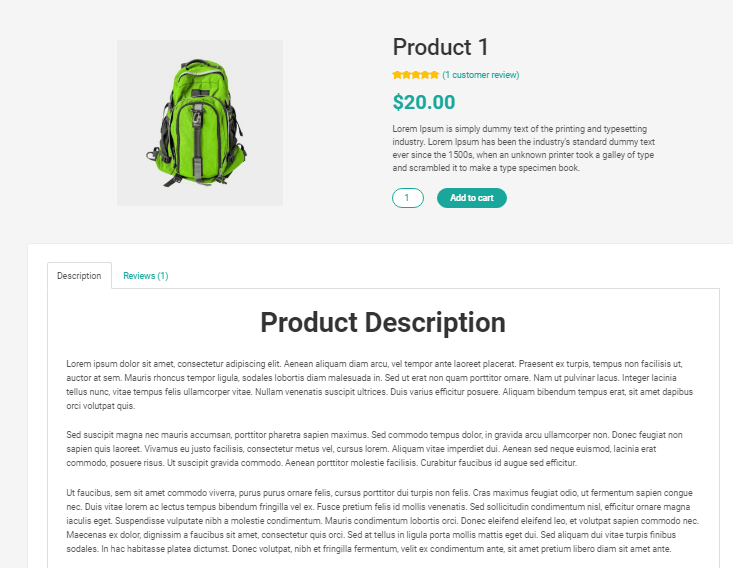 Product 1
(1 customer review)
$20.00
Lorem Ipsum is simply dummy text of the printing and typesetting
industry. Lorem Ipsum has been the industry's standard dummy text
ever since the 1500s, when an unknown printer took a galley of type
and scrambled it to make a type specimen book.
1
Add to cart
Description
Reviews (1)
Product Description
Lorem ipsum dolor sit amet, consectetur adipiscing elit. Aenean aliquam diam arcu, vel tempor ante laoreet placerat. Praesent ex turpis, tempus non facilisis ut,
auctor at sem. Mauris rhoncus tempor ligula, sodales lobortis diam malesuada in. Sed ut erat non quam porttitor ornare. Nam ut pulvinar lacus. Integer lacinia
tellus nunc, vitae tempus felis ullamcorper vitae. Nullam venenatis suscipit ultrices. Duis varius efficitur posuere. Aliquam bibendum tempus erat, sit amet dapibus
orci volutpat quis.
Sed suscipit magna nec mauris accumsan, porttitor pharetra sapien maximus. Sed commodo tempus dolor, in gravida arcu ullamcorper non. Donec feugiat non
sapien quis laoreet. Vivamus eu justo facilisis, consectetur metus vel, cursus lorem. Aliquam vitae imperdiet dui. Aenean sed neque euismod, lacinia erat
commodo, posuere risus. Ut suscipit gravida commodo. Aenean porttitor molestie facilisis. Curabitur faucibus id augue sed efficitur.
Ut faucibus, sem sit amet commodo viverra, purus purus ornare felis, cursus porttitor dui turpis non felis. Cras maximus feugiat odio, ut fermentum sapien congue
nec. Duis vitae lorem ac lectus tempus bibendum fringilla vel ex. Fusce pretium felis id mollis venenatis. Sed sollicitudin condimentum nisl, efficitur ornare magna
iaculis eget. Suspendisse vulputate nibh a molestie condimentum. Mauris condimentum lobortis orci. Donec eleifend eleifend leo, et volutpat sapien commodo nec.
Maecenas ex dolor, dignissim a faucibus sit amet, consectetur quis orci. Sed at tellus in ligula porta mollis mattis eget dui. Sed aliquam dui vitae turpis finibus
sodales. In hac habitasse platea dictumst. Donec volutpat, nibh et fringilla fermentum, velit ex condimentum ante, sit amet pretium libero diam sit amet ante.